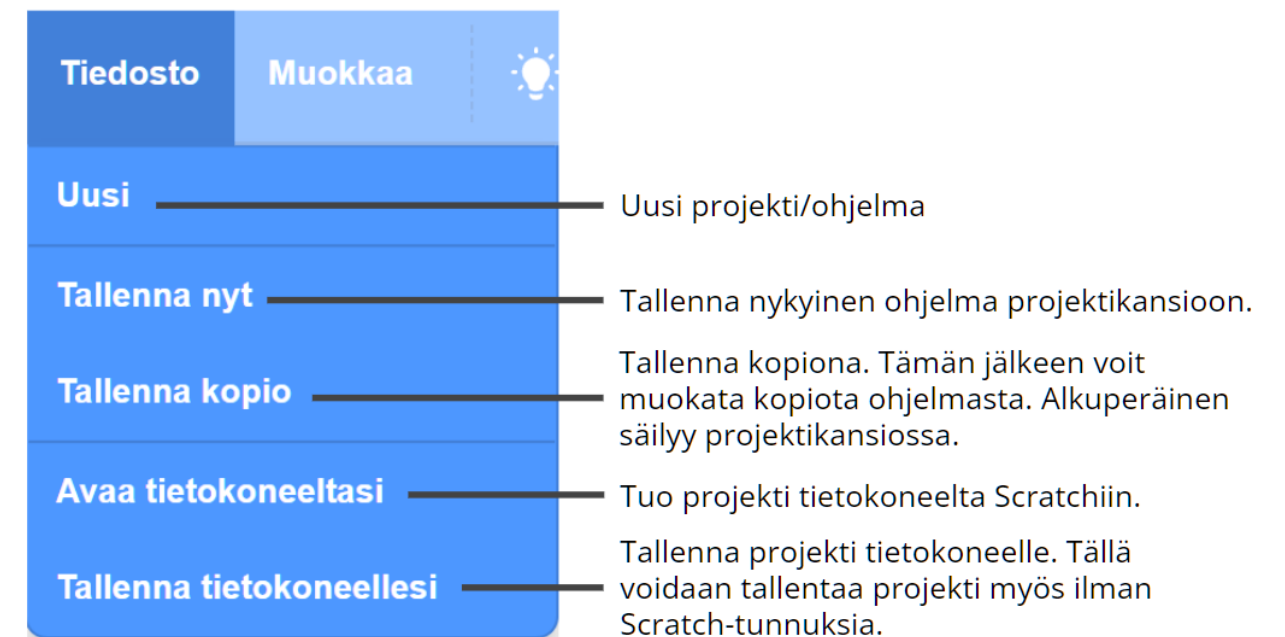 Tiedosto Muokkaa
Uusi
Uusi projekti/ohjelma
Tallenna nyt
Tallenna nykyinen ohjelma projektikansioon.
Tallenna kopio
Tallenna kopiona. Tämän jälkeen voit
muokata kopiota ohjelmasta. Alkuperäinen
säilyy projektikansiossa.
Avaa tietokoneeltasi
Tuo projekti tietokoneelta Scratchiin.
Tallenna tietokoneellesi
Tallenna projekti tietokoneelle. Tällä
voidaan tallentaa projekti myös ilman
Scratch-tunnuksia.